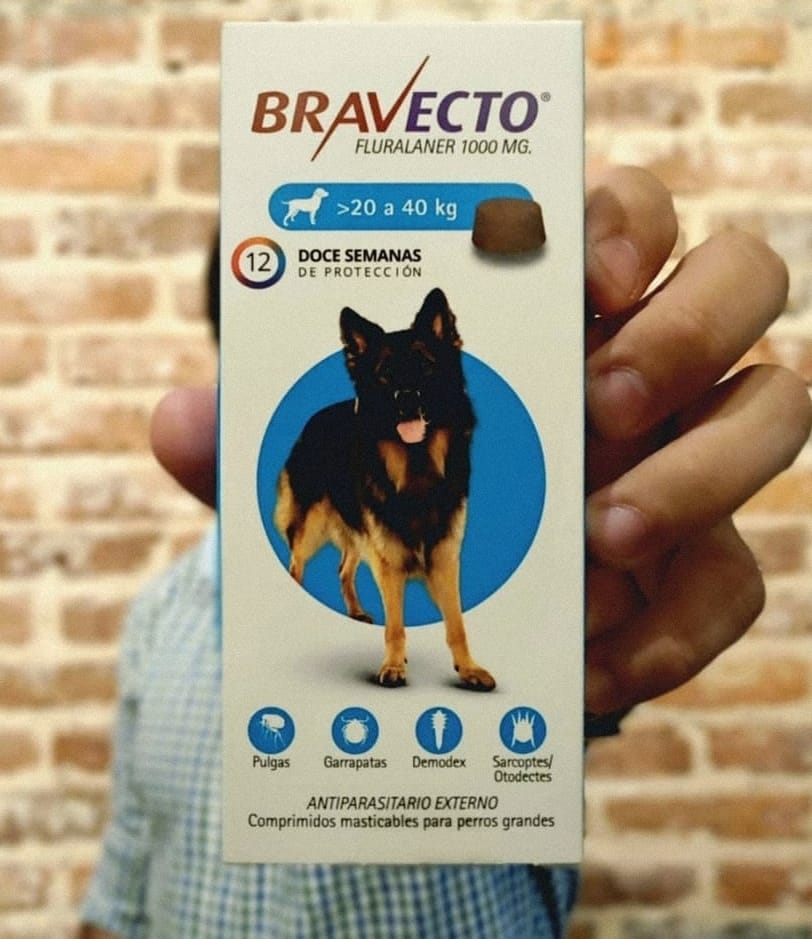 BRAVECTO®
FLURALANER 1000 MG.
>20 a 40 kg
12
DOCE SEMANAS
DE PROTECCIÓN
Pulgas
Garrapatas
Demodex
Sarcoptes/
Otodectes
ANTIPARASITARIO EXTERNO
Comprimidos masticables para perros grandes